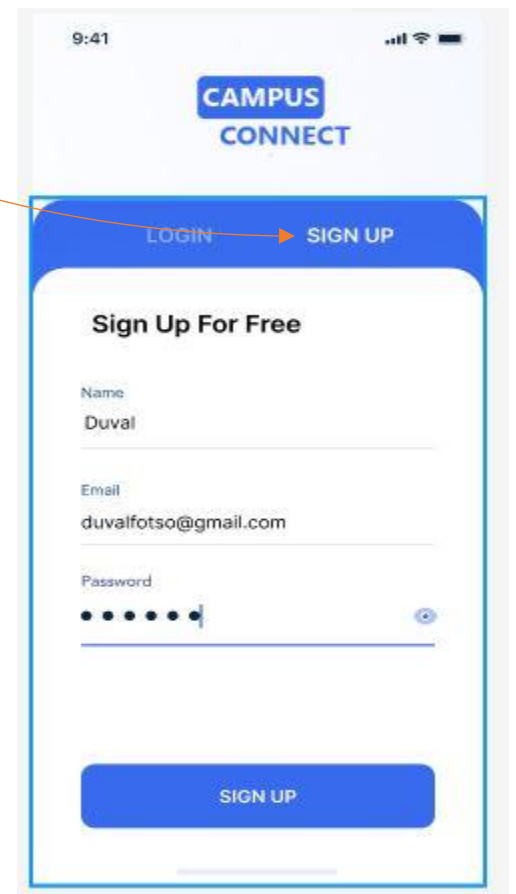 9:41
CAMPUS
CONNECT
LOGIN SIGN UP
Sign Up For Free
Name
Duval
Email
duvalfotso@gmail.com
Password
SIGN UP